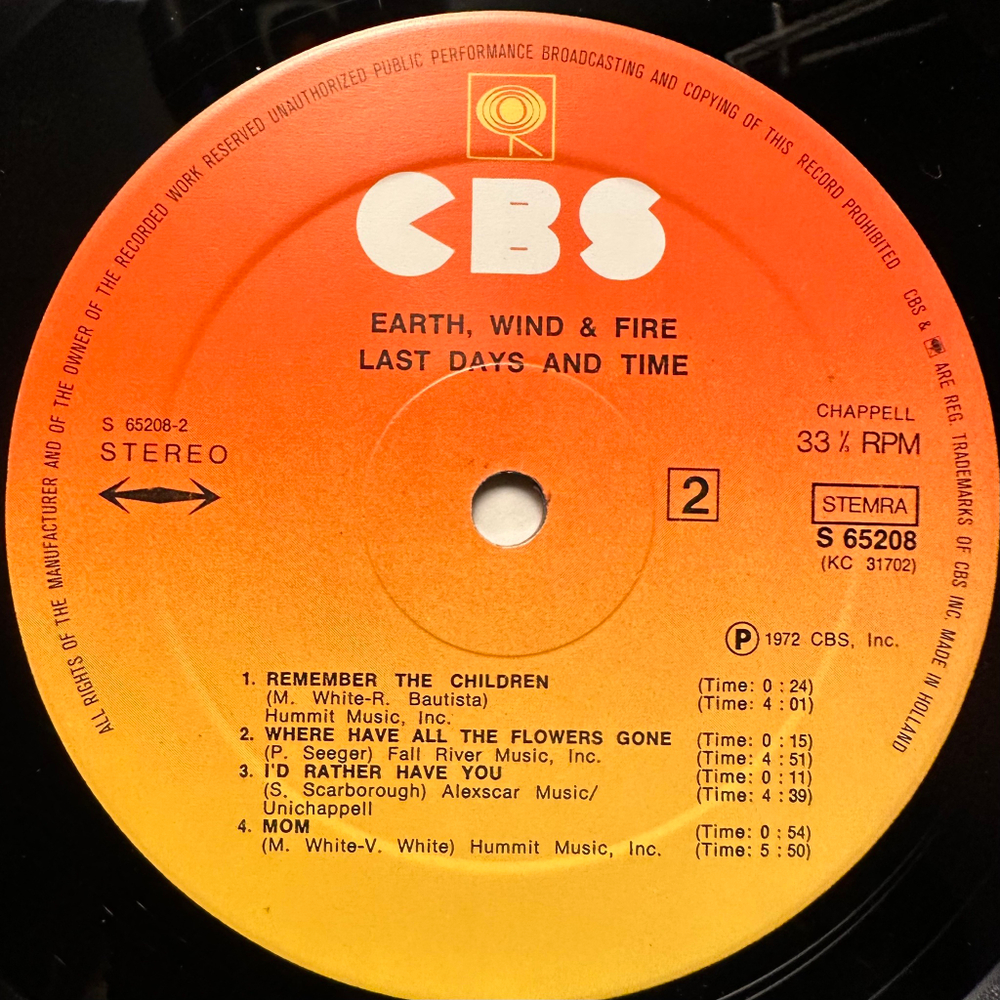 ALL RIGHTS OF THE MANUFACTURER AND OF THE OWNER OF THE RECORDED WORK RESERVED UNAUTHORIZED PUBLIC PERFORMANCE BROADCASTING AND COPYING OF THIS RECORD PROHIBITED
CBS & ARE REG. TRADEMARKS OF CBS INC. MADE IN HOLLAND
CBS
EARTH, WIND & FIRE
LAST DAYS AND TIME
S 65208-2
STEREO
CHAPPELL
33 ⅓ RPM
2
STEMRA
S 65208
(KC 31702)
Ⓟ 1972 CBS, Inc.
1. REMEMBER THE CHILDREN (Time: 0 : 24)
(M. White-R. Bautista) (Time: 4 : 01)
Hummit Music, Inc.
2. WHERE HAVE ALL THE FLOWERS GONE (Time: 0 : 15)
(P. Seeger) Fall River Music, Inc. (Time: 4 : 51)
3. I'D RATHER HAVE YOU (Time: 0 : 11)
(S. Scarborough) Alexscar Music/ (Time: 4 : 39)
Unichappell
4. MOM (Time: 0 : 54)
(M. White-V. White) Hummit Music, Inc. (Time: 5 : 50)